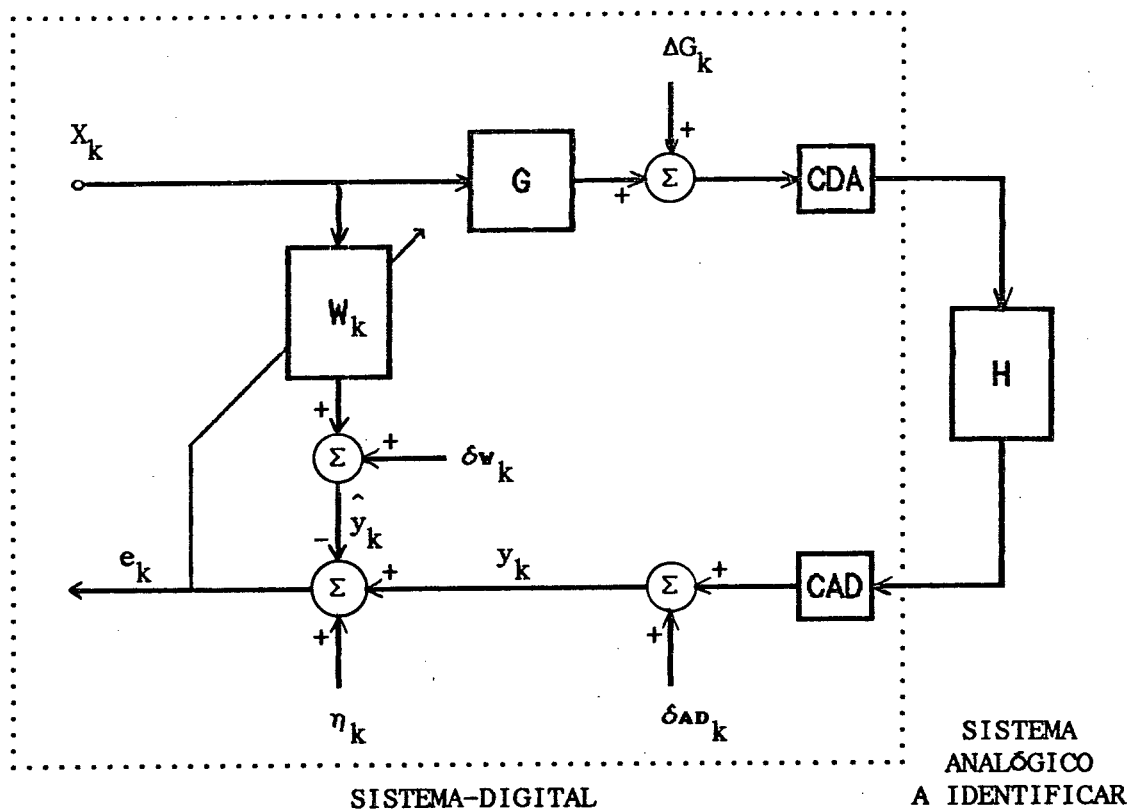 ΔG_k
+
X_k
G
+
Σ
CDA
W_k
H
+
Σ
+
δw_k
ŷ_k
-
e_k
Σ
+
y_k
Σ
+
CAD
+
+
η_k
δAD_k
SISTEMA
ANALÓGICO
A IDENTIFICAR
SISTEMA-DIGITAL